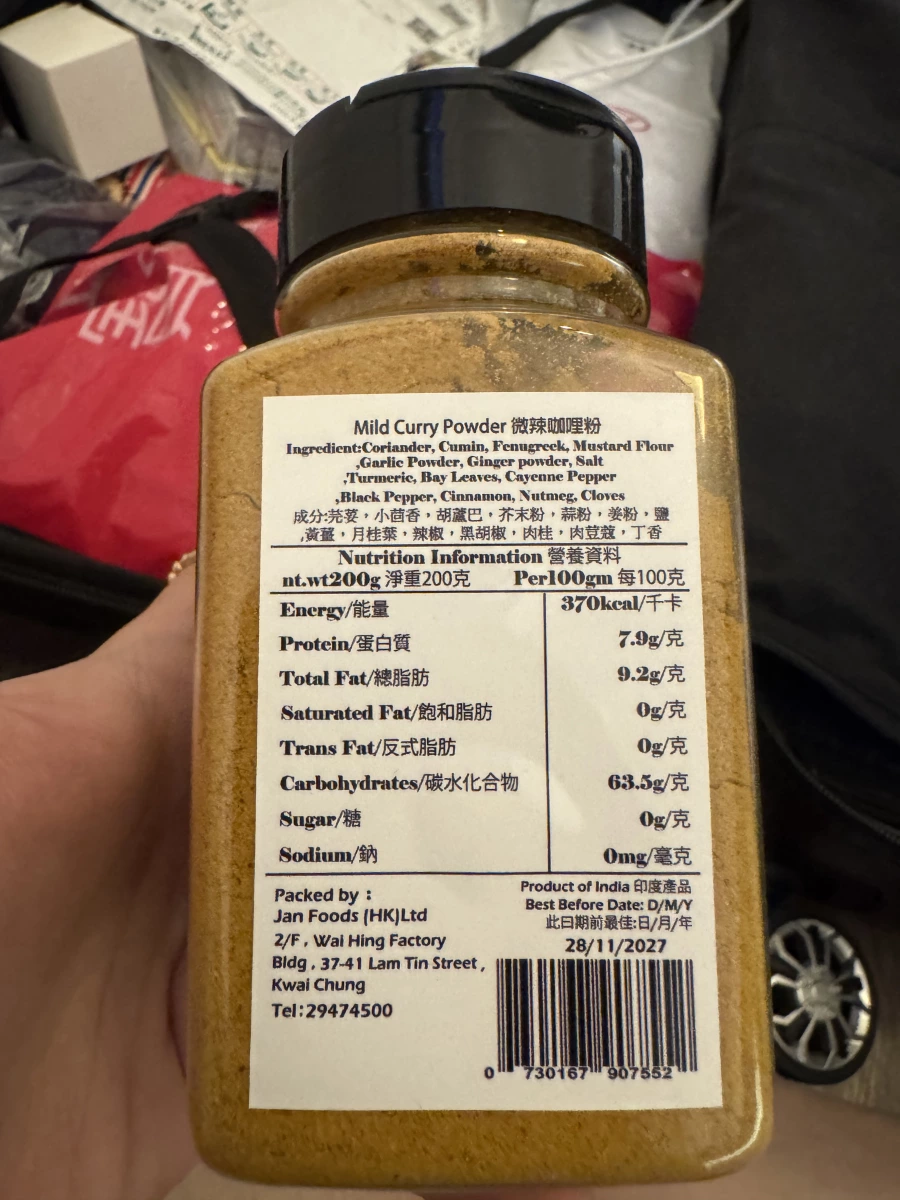 Mild Curry Powder 微辣咖哩粉
Ingredient:Coriander, Cumin, Fenugreek, Mustard Flour
,Garlic Powder, Ginger powder, Salt
,Turmeric, Bay Leaves, Cayenne Pepper
,Black Pepper, Cinnamon, Nutmeg, Cloves
成分:芫荽，小茴香，胡蘆巴，芥末粉，蒜粉，姜粉，鹽
,黃薑，月桂葉，辣椒，黑胡椒，肉桂，肉荳蔻，丁香
Nutrition Information 營養資料
nt.wt200g 淨重200克 Per100gm 每100克
Energy/能量 370kcal/千卡
Protein/蛋白質 7.9g/克
Total Fat/總脂肪 9.2g/克
Saturated Fat/飽和脂肪 0g/克
Trans Fat/反式脂肪 0g/克
Carbohydrates/碳水化合物 63.5g/克
Sugar/糖 0g/克
Sodium/鈉 0mg/毫克
Packed by：
Jan Foods (HK)Ltd
2/F , Wai Hing Factory
Bldg , 37-41 Lam Tin Street ,
Kwai Chung
Tel:29474500
Product of India 印度產品
Best Before Date: D/M/Y
此日期前最佳:日/月/年
28/11/2027
0 730167 907552